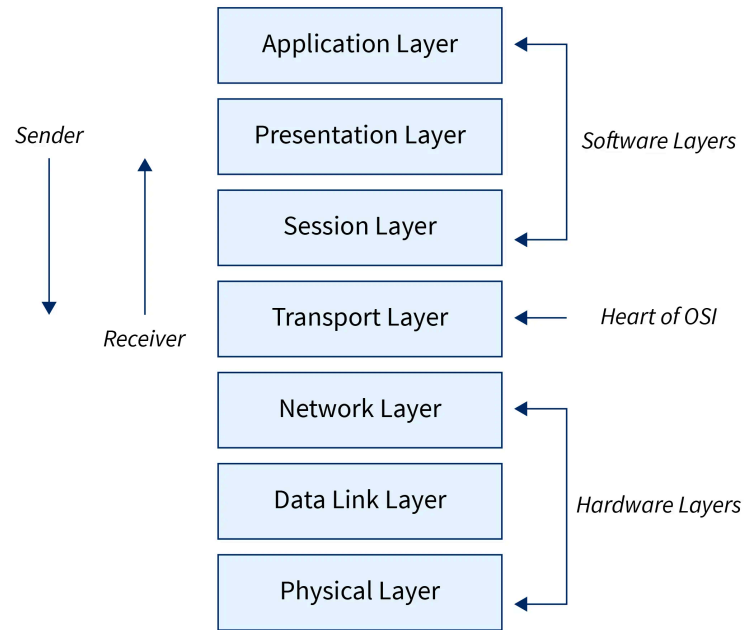 Application Layer
Presentation Layer
Sender
Software Layers
Session Layer
Transport Layer
Heart of OSI
Receiver
Network Layer
Data Link Layer
Hardware Layers
Physical Layer